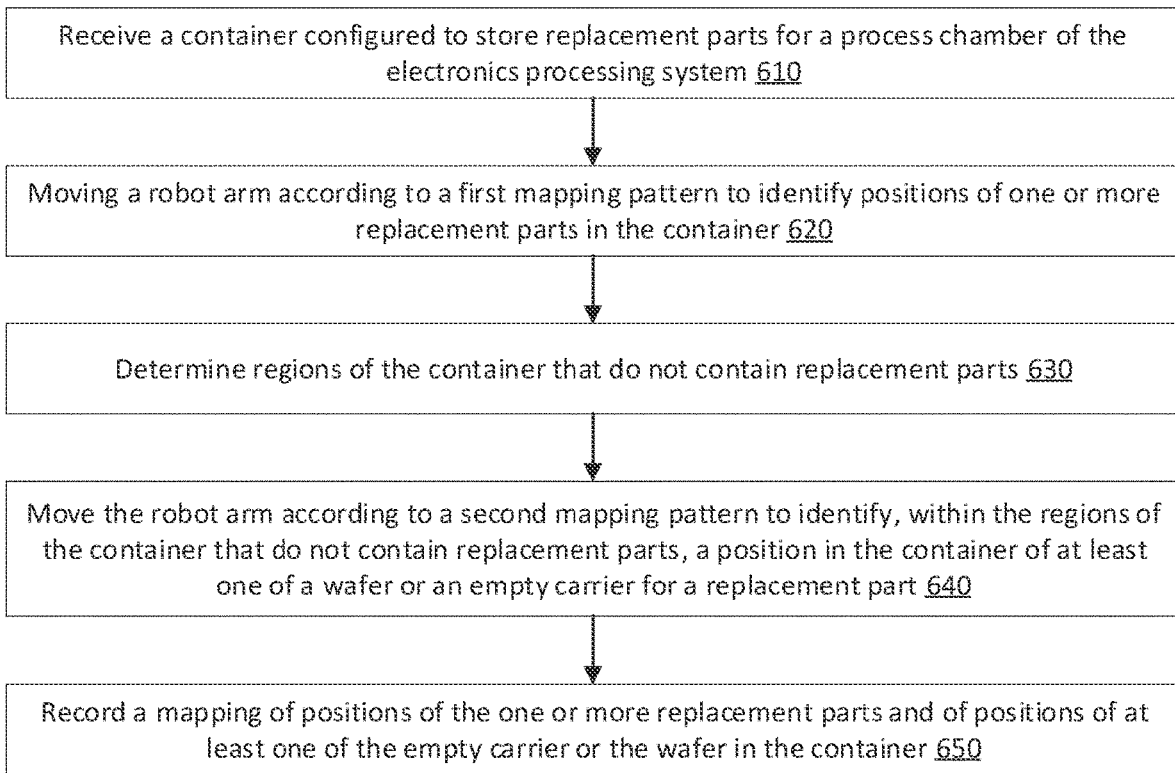 Receive a container configured to store replacement parts for a process chamber of the
electronics processing system 610
Moving a robot arm according to a first mapping pattern to identify positions of one or more
replacement parts in the container 620
Determine regions of the container that do not contain replacement parts 630
Move the robot arm according to a second mapping pattern to identify, within the regions of
the container that do not contain replacement parts, a position in the container of at least
one of a wafer or an empty carrier for a replacement part 640
Record a mapping of positions of the one or more replacement parts and of positions of at
least one of the empty carrier or the wafer in the container 650